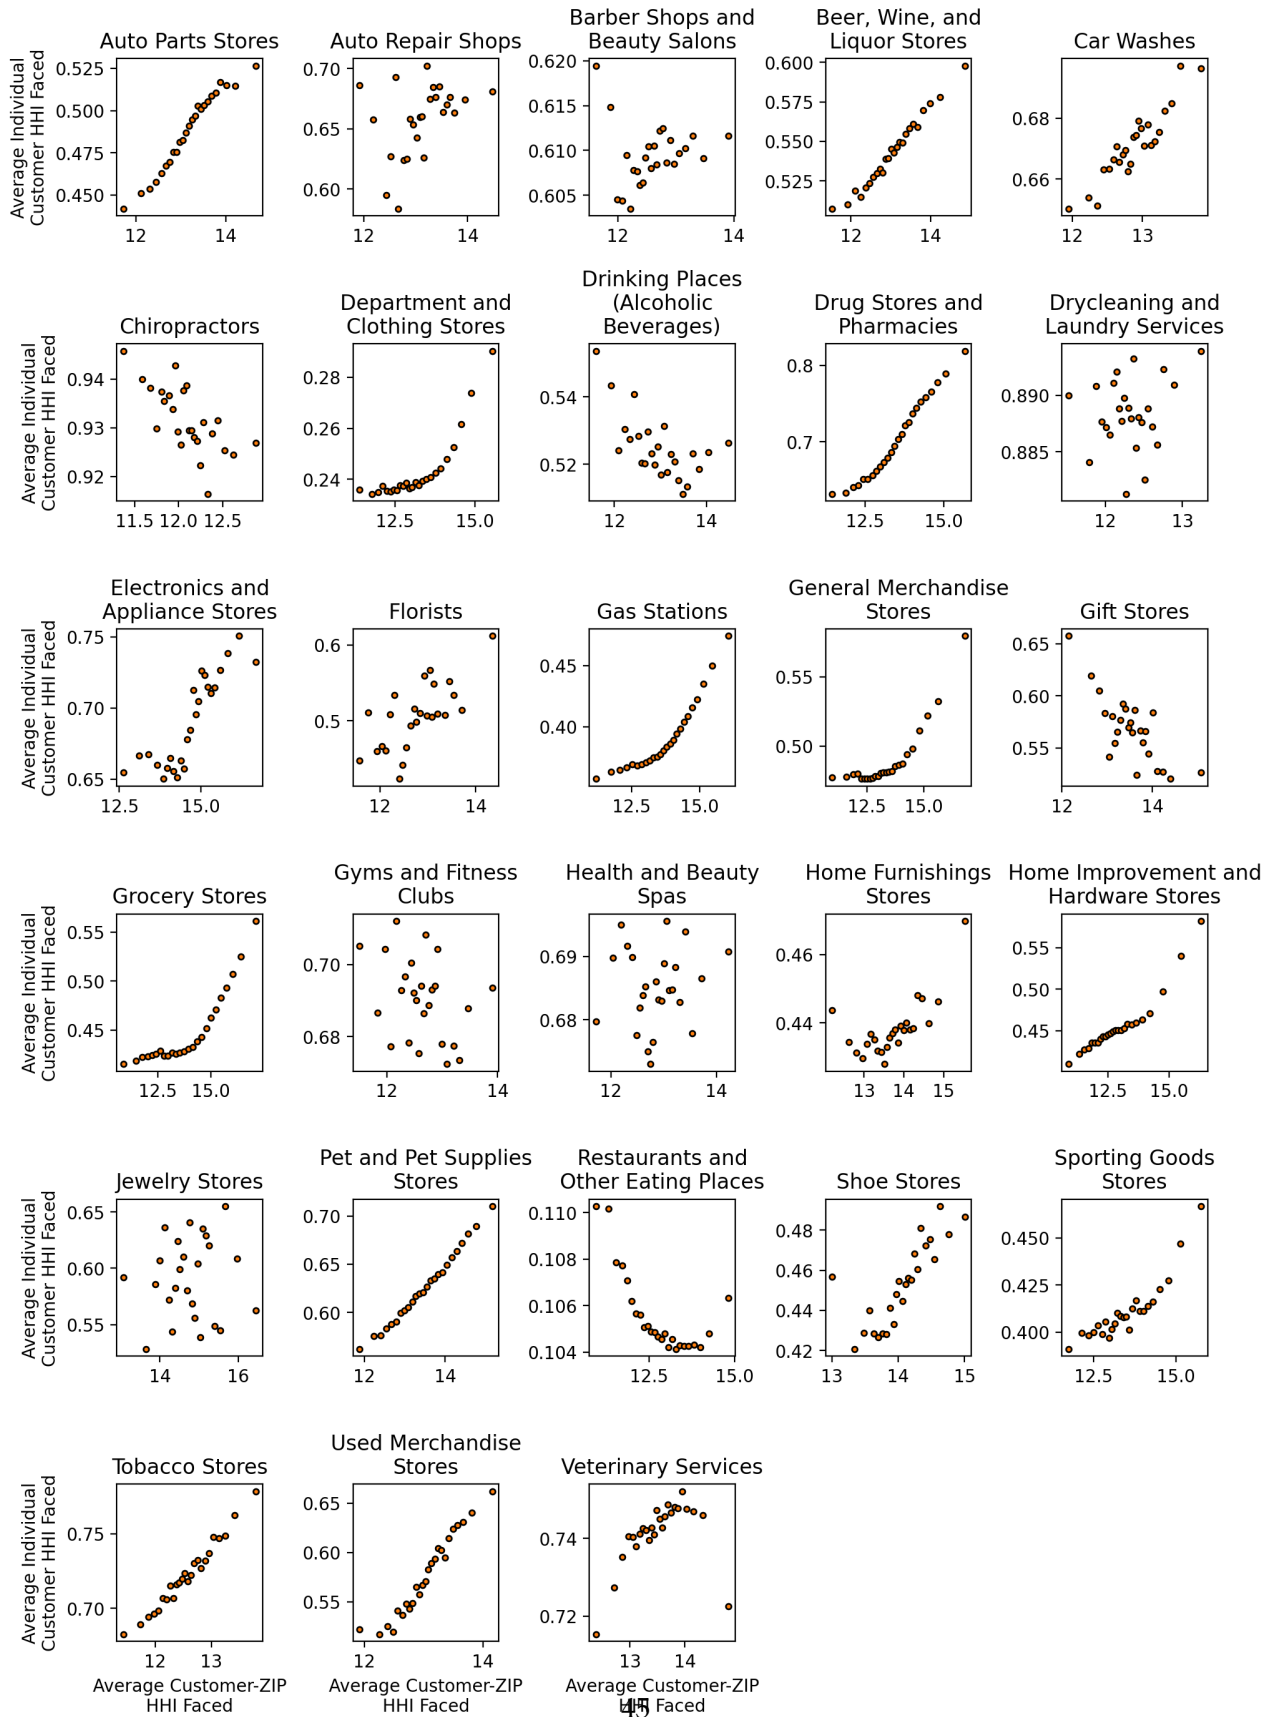 Auto Parts Stores
Auto Repair Shops
Barber Shops and
Beauty Salons
Beer, Wine, and
Liquor Stores
Car Washes
Average Individual
Customer HHI Faced
0.525
0.500
0.475
0.450
12
14
0.70
0.65
0.60
12
14
0.620
0.615
0.610
0.605
12
14
0.600
0.575
0.550
0.525
12
14
0.68
0.66
12
13
Chiropractors
Department and
Clothing Stores
Drinking Places
(Alcoholic
Beverages)
Drug Stores and
Pharmacies
Drycleaning and
Laundry Services
Average Individual
Customer HHI Faced
0.94
0.93
0.92
11.5
12.0
12.5
0.28
0.26
0.24
12.5
15.0
0.54
0.52
12
14
0.8
0.7
12.5
15.0
0.890
0.885
12
13
Electronics and
Appliance Stores
Florists
Gas Stations
General Merchandise
Stores
Gift Stores
Average Individual
Customer HHI Faced
0.75
0.70
0.65
12.5
15.0
0.6
0.5
12
14
0.45
0.40
12.5
15.0
0.55
0.50
12.5
15.0
0.65
0.60
0.55
12
14
Grocery Stores
Gyms and Fitness
Clubs
Health and Beauty
Spas
Home Furnishings
Stores
Home Improvement and
Hardware Stores
Average Individual
Customer HHI Faced
0.55
0.50
0.45
12.5
15.0
0.70
0.68
12
14
0.69
0.68
12
14
0.46
0.44
13
14
15
0.55
0.50
0.45
12.5
15.0
Jewelry Stores
Pet and Pet Supplies
Stores
Restaurants and
Other Eating Places
Shoe Stores
Sporting Goods
Stores
Average Individual
Customer HHI Faced
0.65
0.60
0.55
14
16
0.70
0.65
0.60
12
14
0.110
0.108
0.106
0.104
12.5
15.0
0.48
0.46
0.44
0.42
13
14
15
0.450
0.425
0.400
12.5
15.0
Tobacco Stores
Used Merchandise
Stores
Veterinary Services
Average Individual
Customer HHI Faced
0.75
0.70
12
13
Average Customer-ZIP
HHI Faced
0.65
0.60
0.55
12
14
Average Customer-ZIP
HHI Faced
0.74
0.72
13
14
Average Customer-ZIP
HHI Faced
45